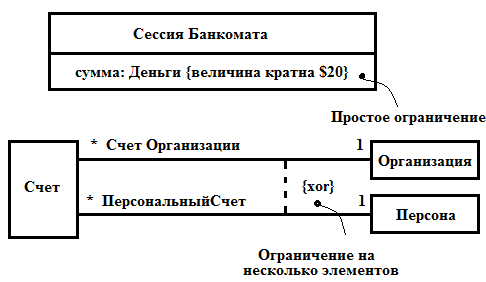 Сессия Банкомата
сумма: Деньги {величина кратна $20}
Простое ограничение
* Счет Организации 1
Организация
Счет
* ПерсональныйСчет {xor} 1
Персона
Ограничение на
несколько элементов